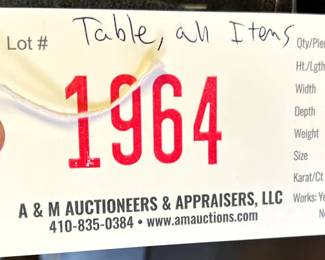 Table, all Items
Lot #
1964
A & M AUCTIONEERS & APPRAISERS, LLC
410-835-0384 • www.amauctions.com
Qty/Pie
Ht./Lgth
Width
Depth
Weight
Size
Karat/Ct
Works: Ye
N